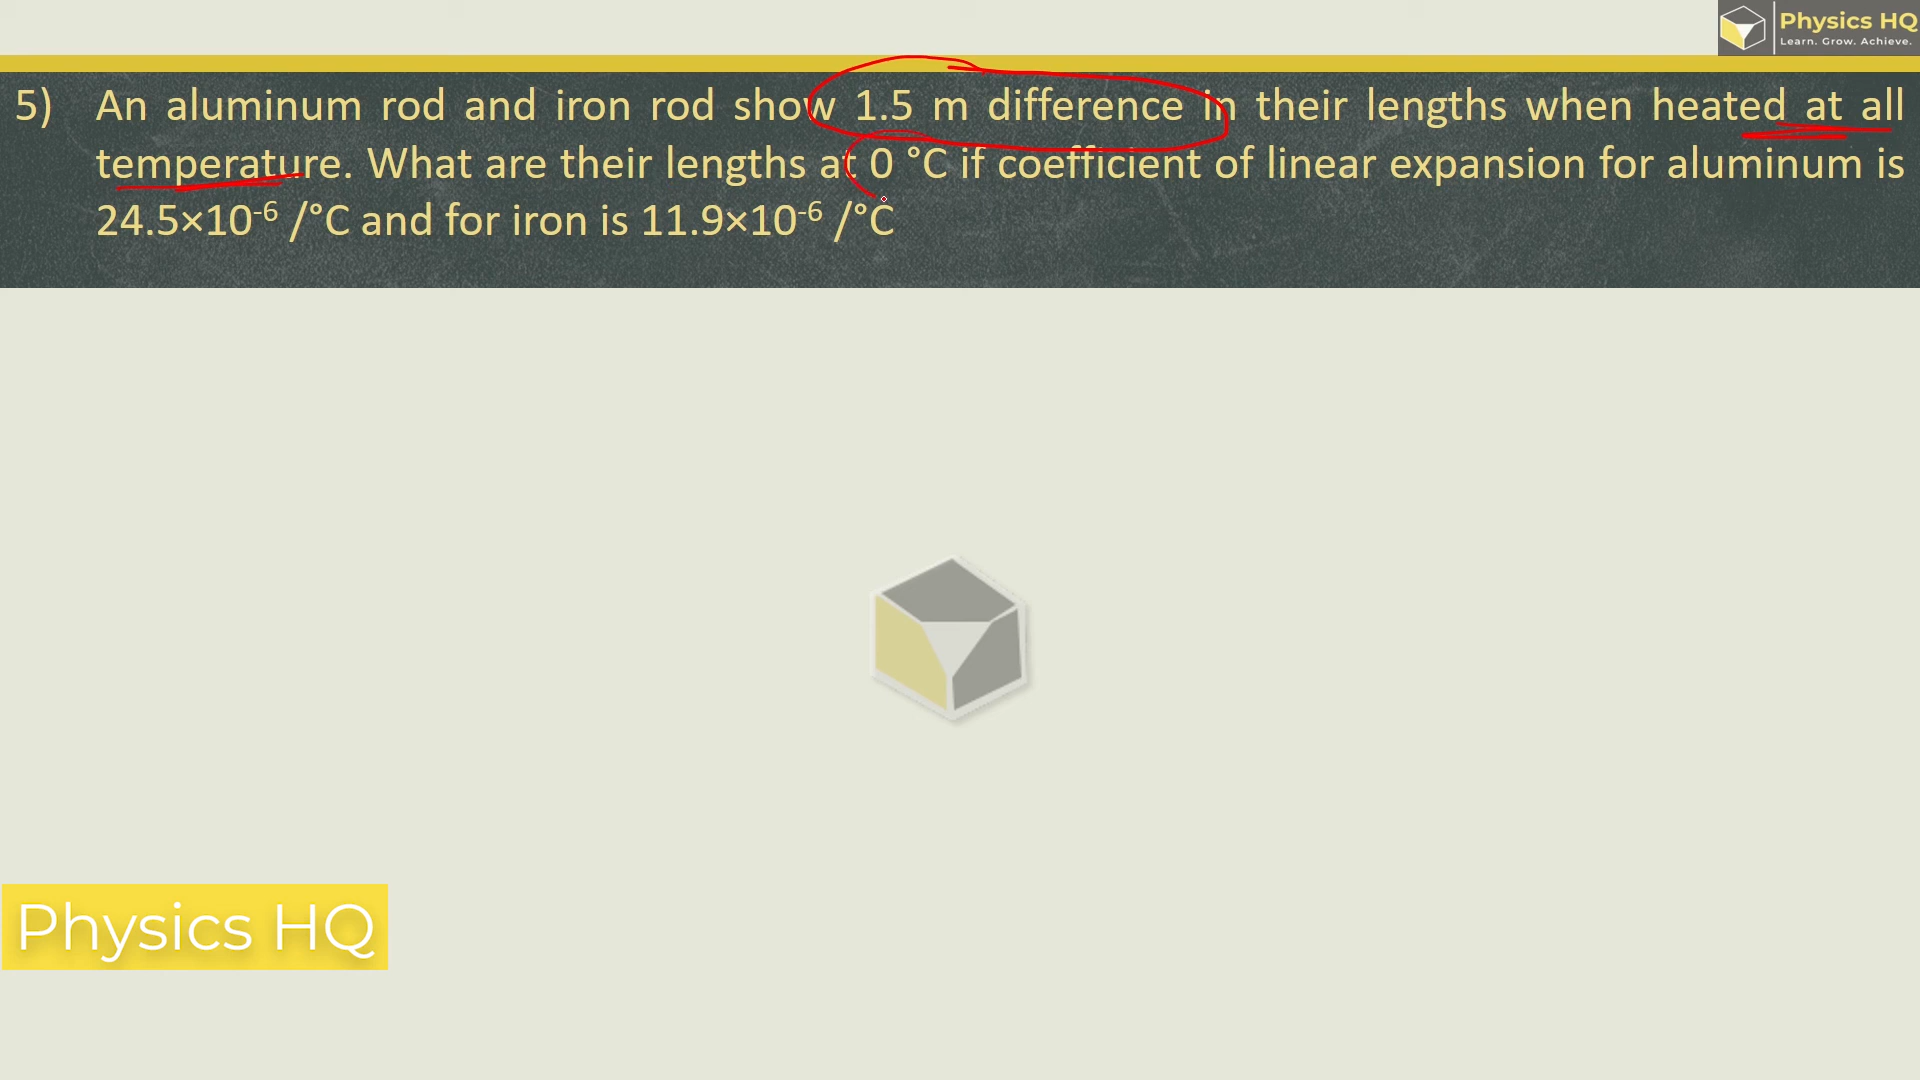 Physics HQ
Learn. Grow. Achieve.
5) An aluminum rod and iron rod show 1.5 m difference in their lengths when heated at all
temperature. What are their lengths at 0 °C if coefficient of linear expansion for aluminum is
24.5×10⁻⁶ /°C and for iron is 11.9×10⁻⁶ /°C
Physics HQ